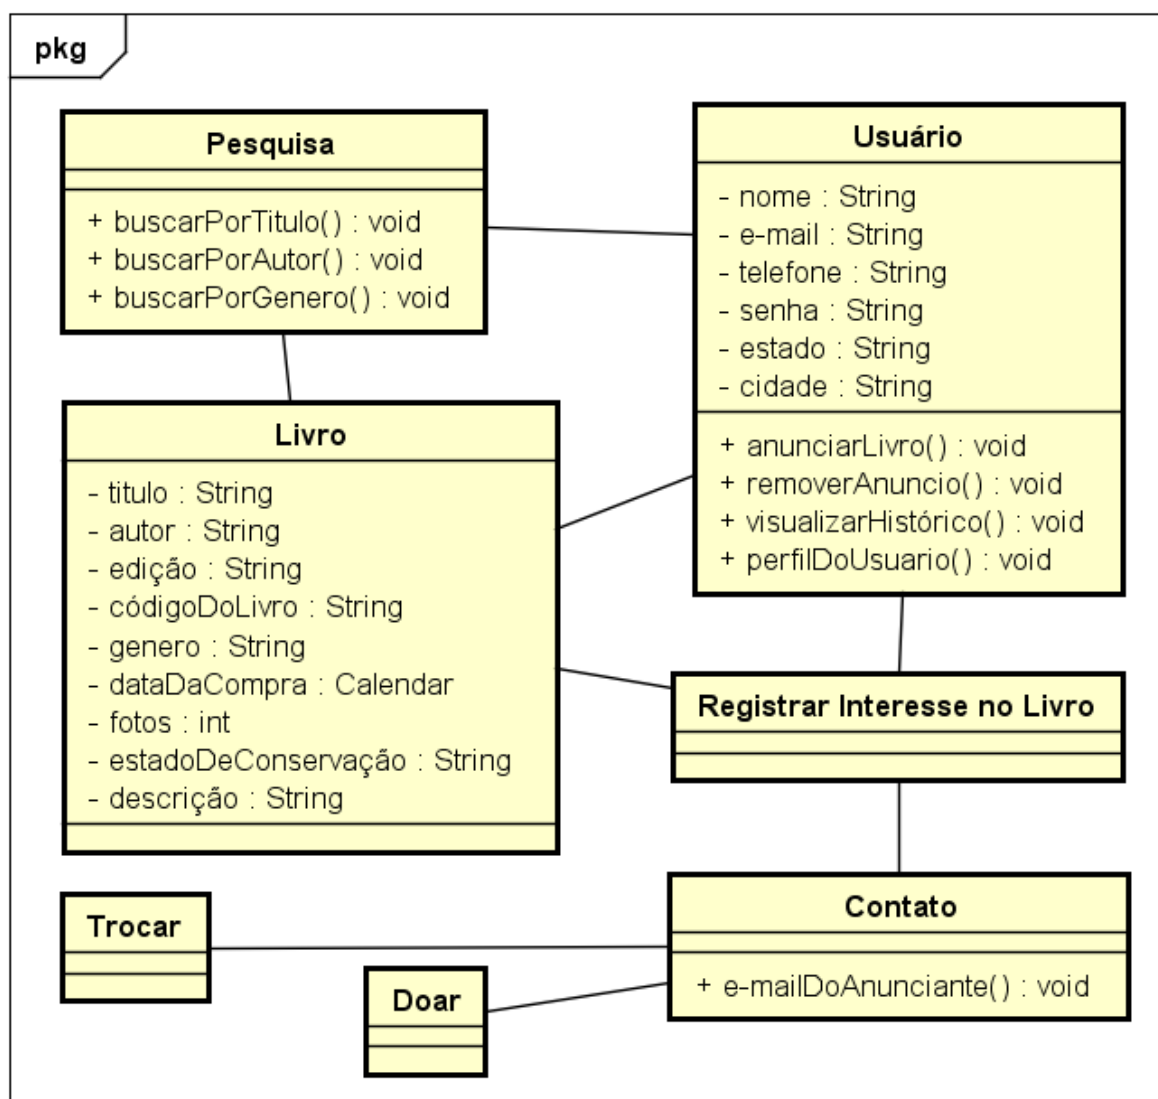 pkg
Pesquisa
+ buscarPorTitulo() : void
+ buscarPorAutor() : void
+ buscarPorGenero() : void
Usuário
- nome : String
- e-mail : String
- telefone : String
- senha : String
- estado : String
- cidade : String
+ anunciarLivro() : void
+ removerAnuncio() : void
+ visualizarHistórico() : void
+ perfilDoUsuario() : void
Livro
- titulo : String
- autor : String
- edição : String
- códigoDoLivro : String
- genero : String
- dataDaCompra : Calendar
- fotos : int
- estadoDeConservação : String
- descrição : String
Registrar Interesse no Livro
Contato
+ e-mailDoAnunciante() : void
Trocar
Doar